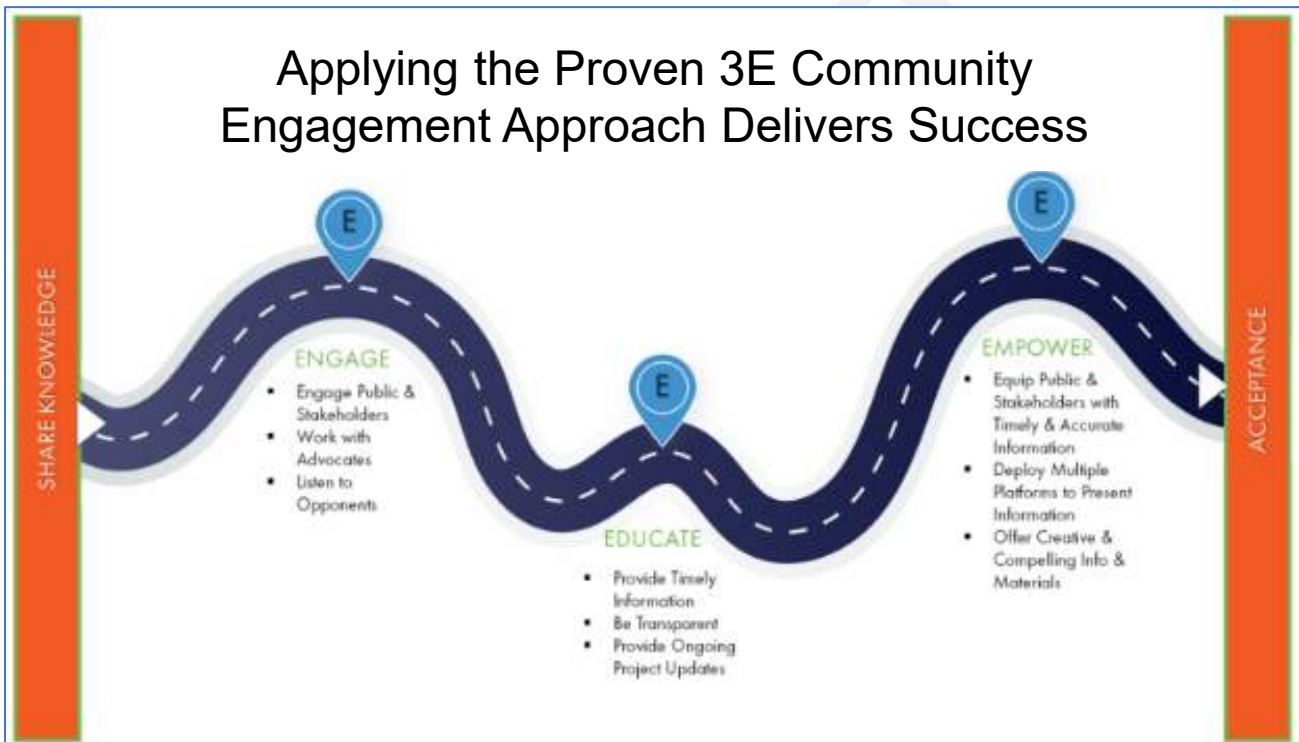 Applying the Proven 3E Community
Engagement Approach Delivers Success
SHARE KNOWLEDGE
E
ENGAGE
▪ Engage Public &
Stakeholders
▪ Work with
Advocates
▪ Listen to
Opponents
E
EDUCATE
▪ Provide Timely
Information
▪ Be Transparent
▪ Provide Ongoing
Project Updates
E
EMPOWER
▪ Equip Public &
Stakeholders with
Timely & Accurate
Information
▪ Deploy Multiple
Platforms to Present
Information
▪ Offer Creative &
Compelling Info &
Materials
ACCEPTANCE